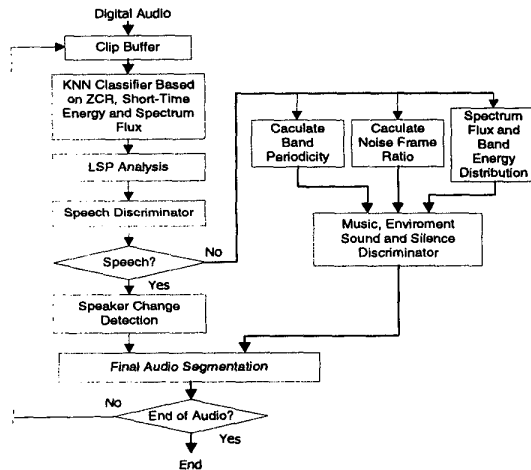 Digital Audio
Clip Buffer
KNN Classifier Based
on ZCR, Short-Time
Energy and Spectrum
Flux
LSP Analysis
Speech Discriminator
Speech?
No
Yes
Caculate
Band
Periodicity
Caculate
Noise Frame
Ratio
Spectrum
Flux and
Band
Energy
Distribution
Music, Enviroment
Sound and Silence
Discriminator
Speaker Change
Detection
Final Audio Segmentation
No
End of Audio?
Yes
End